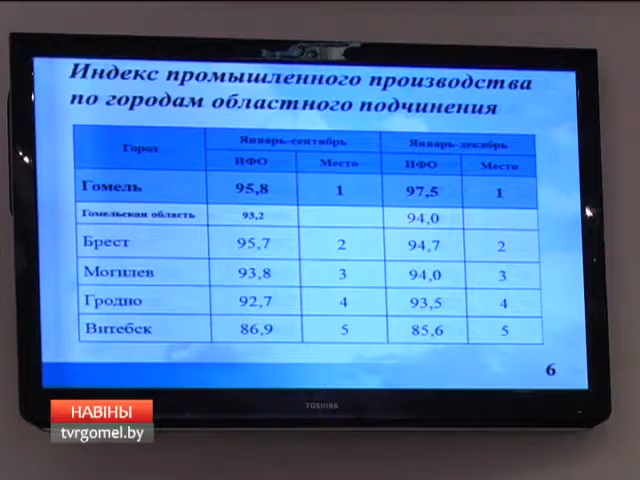 Индекс промышленного производства
по городам областного подчинения
Город Январь-сентябрь Январь-декабрь
ИФО Место ИФО Место
Гомель 95,8 1 97,5 1
Гомельская область 93,2 94,0
Брест 95,7 2 94,7 2
Могилев 93,8 3 94,0 3
Гродно 92,7 4 93,5 4
Витебск 86,9 5 85,6 5
6
TOSHIBA
НАВІНЫ
tvrgomel.by